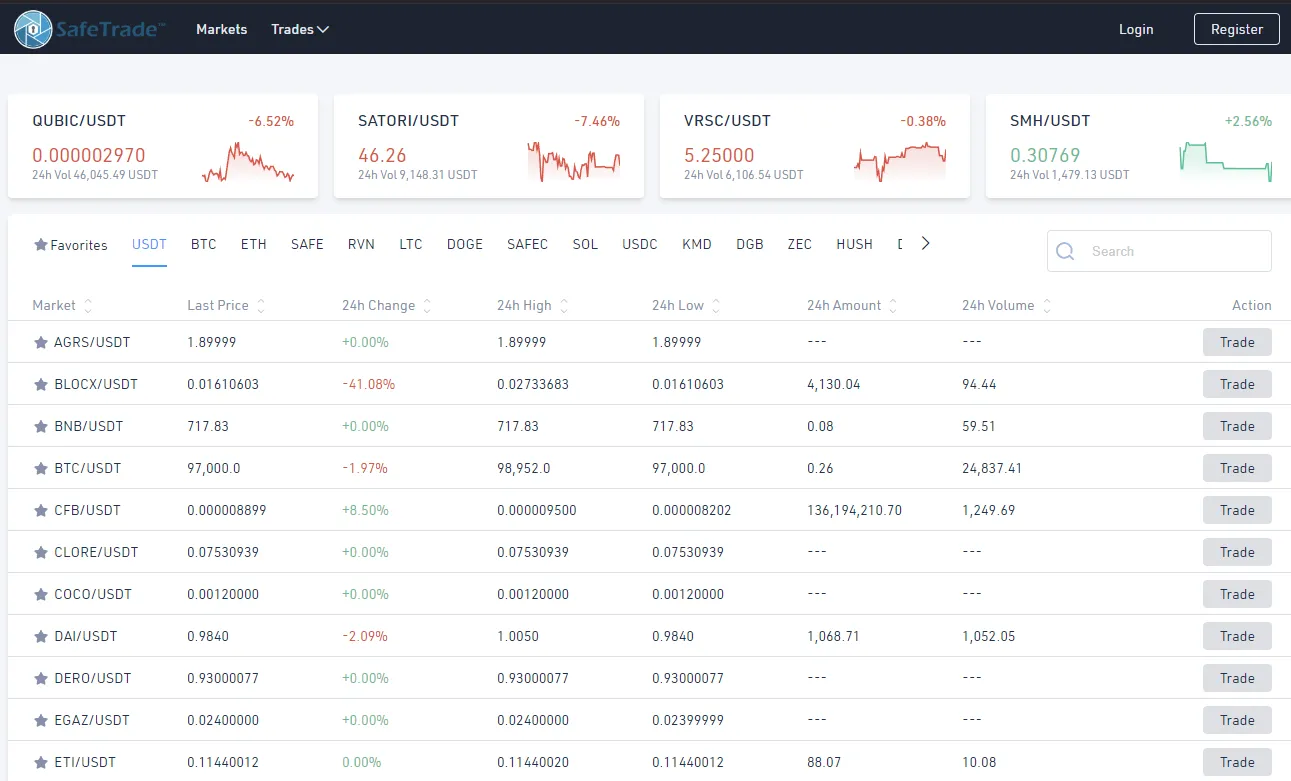 SafeTrade™ Markets Trades Login Register
QUBIC/USDT -6.52% SATORI/USDT -7.46% VRSC/USDT -0.38% SMH/USDT +2.56%
0.000002970 46.26 5.25000 0.30769
24h Vol 46,045.49 USDT 24h Vol 9,148.31 USDT 24h Vol 6,106.54 USDT 24h Vol 1,479.13 USDT
Favorites USDT BTC ETH SAFE RVN LTC DOGE SAFEC SOL USDC KMD DGB ZEC HUSH Search
Market Last Price 24h Change 24h High 24h Low 24h Amount 24h Volume Action
AGRS/USDT 1.89999 +0.00% 1.89999 1.89999 --- --- Trade
BLOCX/USDT 0.01610603 -41.08% 0.02733683 0.01610603 4,130.04 94.44 Trade
BNB/USDT 717.83 +0.00% 717.83 717.83 0.08 59.51 Trade
BTC/USDT 97,000.0 -1.97% 98,952.0 97,000.0 0.26 24,837.41 Trade
CFB/USDT 0.000008899 +8.50% 0.000009500 0.000008202 136,194,210.70 1,249.69 Trade
CLORE/USDT 0.07530939 +0.00% 0.07530939 0.07530939 --- --- Trade
COCO/USDT 0.00120000 +0.00% 0.00120000 0.00120000 --- --- Trade
DAI/USDT 0.9840 -2.09% 1.0050 0.9840 1,068.71 1,052.05 Trade
DERO/USDT 0.93000077 +0.00% 0.93000077 0.93000077 --- --- Trade
EGAZ/USDT 0.02400000 +0.00% 0.02400000 0.02399999 --- --- Trade
ETI/USDT 0.11440012 0.00% 0.11440020 0.11440012 88.07 10.08 Trade